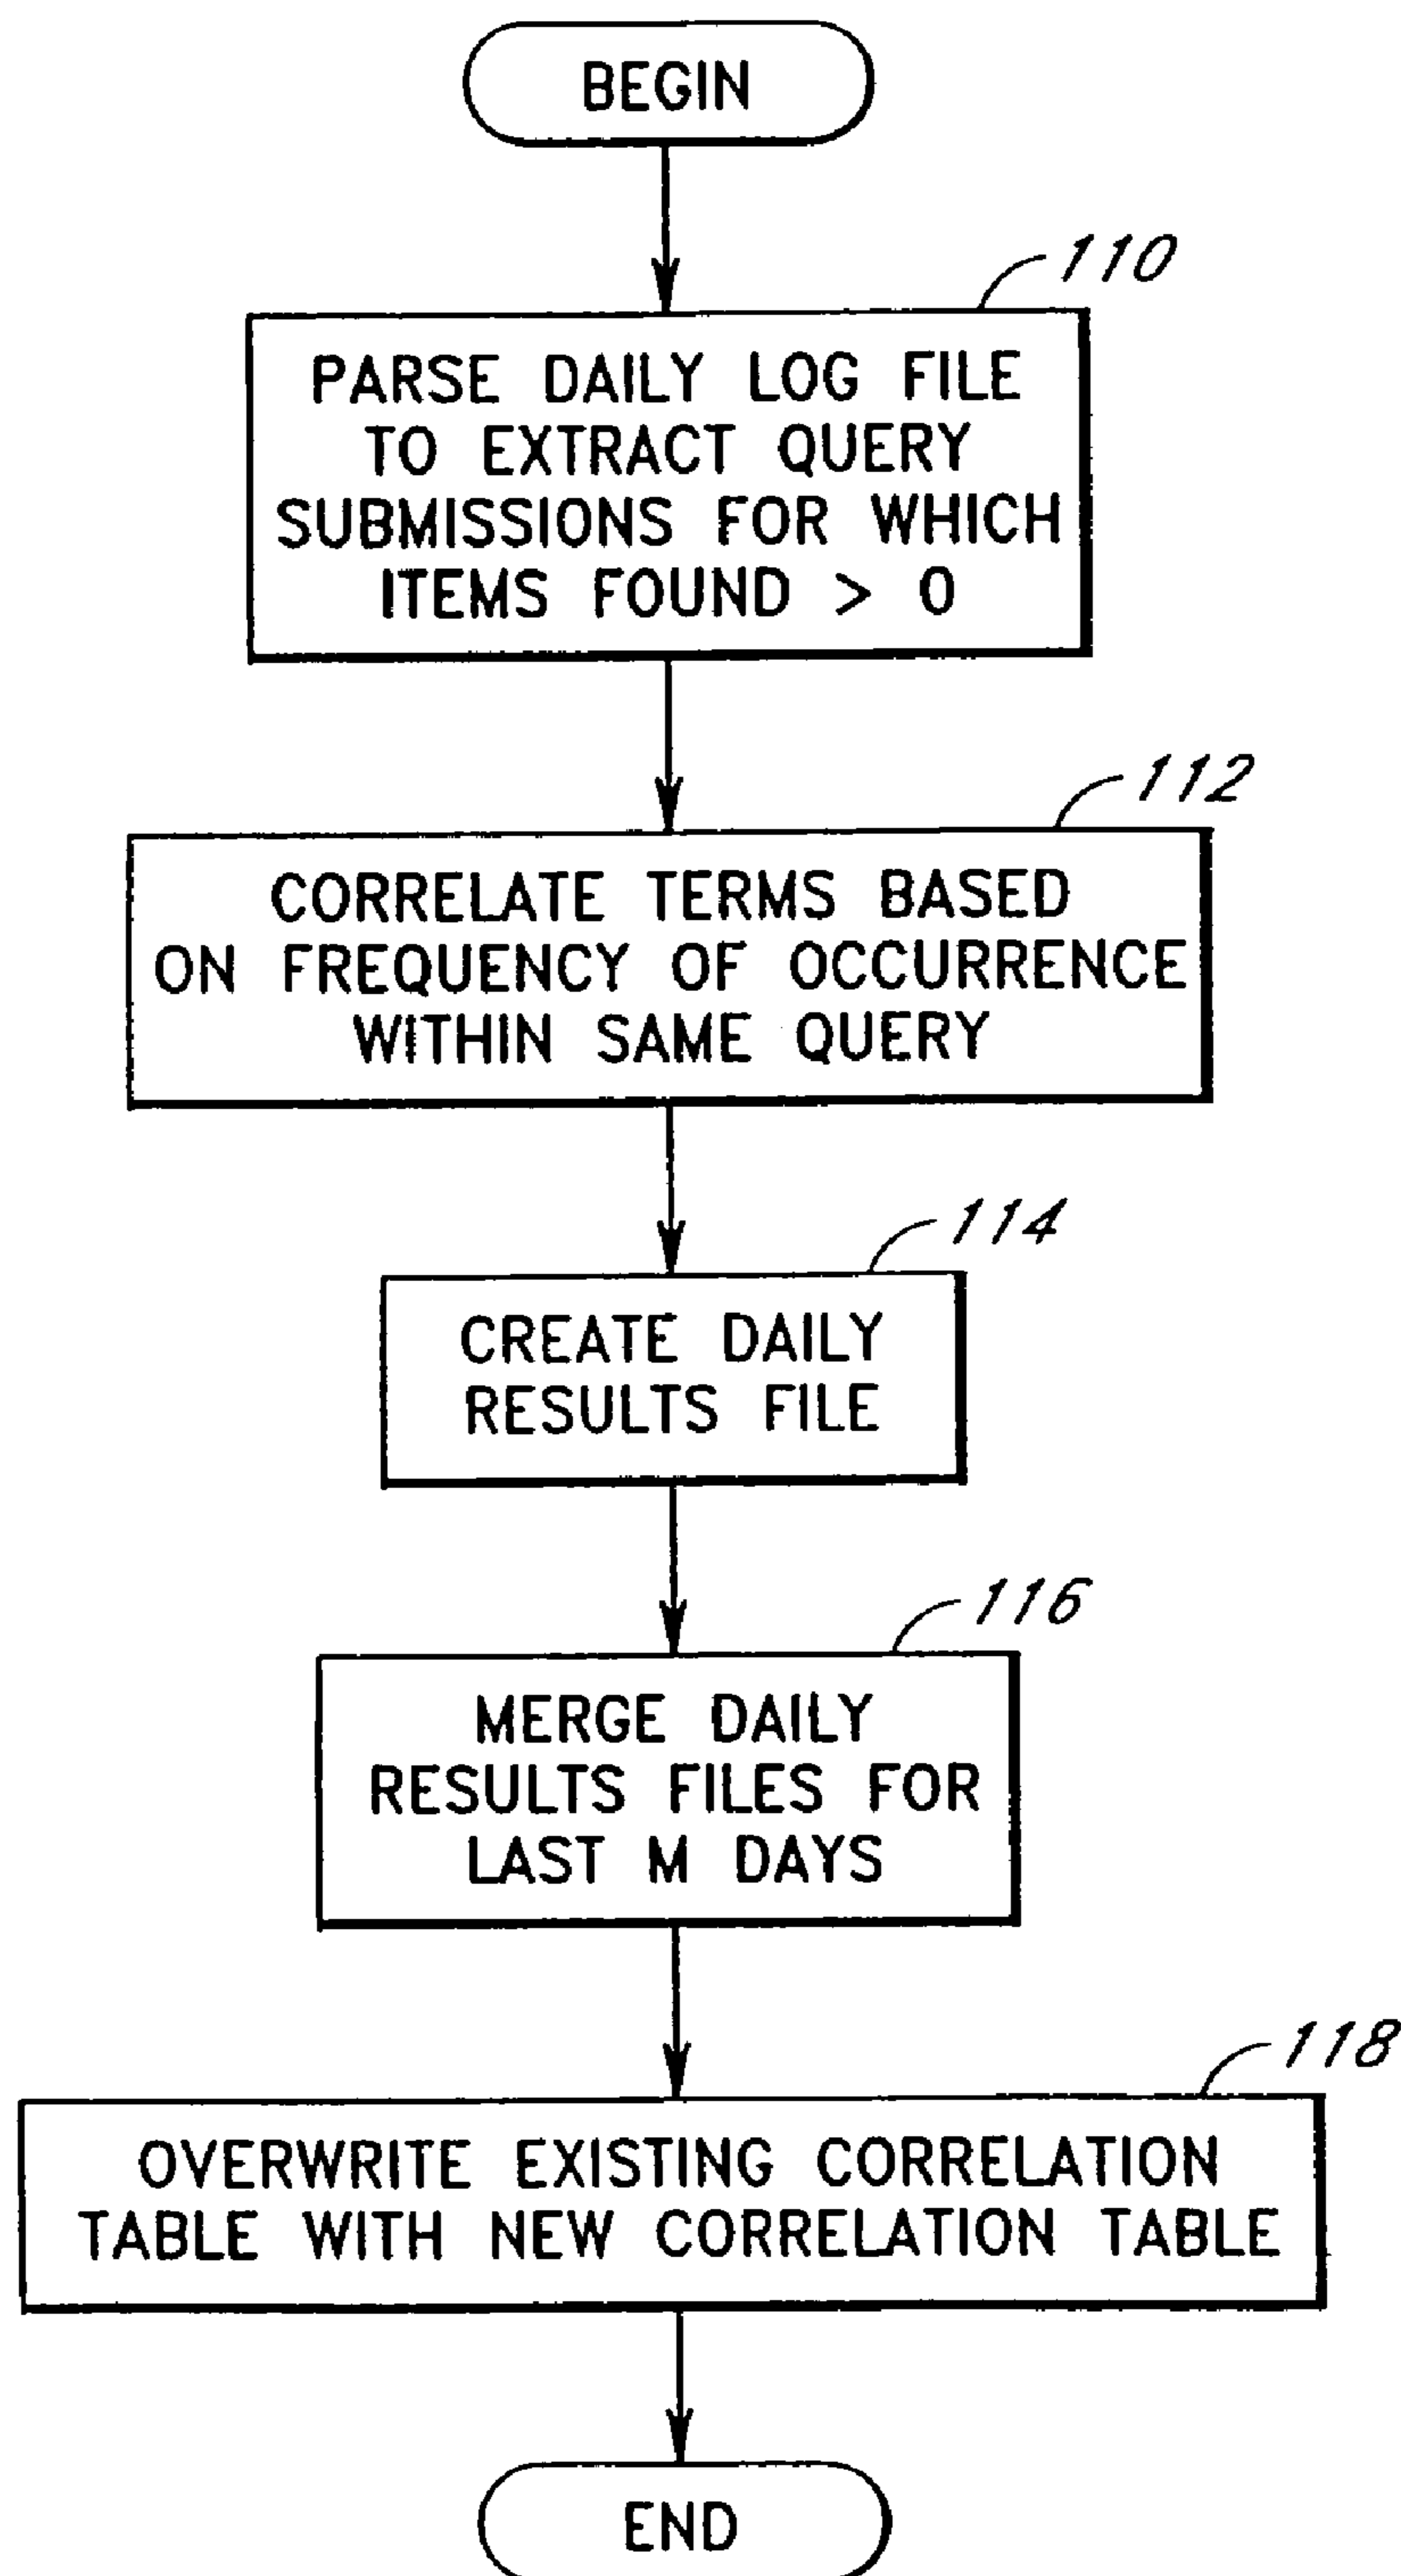 BEGIN
110
PARSE DAILY LOG FILE
TO EXTRACT QUERY
SUBMISSIONS FOR WHICH
ITEMS FOUND > 0
112
CORRELATE TERMS BASED
ON FREQUENCY OF OCCURRENCE
WITHIN SAME QUERY
114
CREATE DAILY
RESULTS FILE
116
MERGE DAILY
RESULTS FILES FOR
LAST M DAYS
118
OVERWRITE EXISTING CORRELATION
TABLE WITH NEW CORRELATION TABLE
END